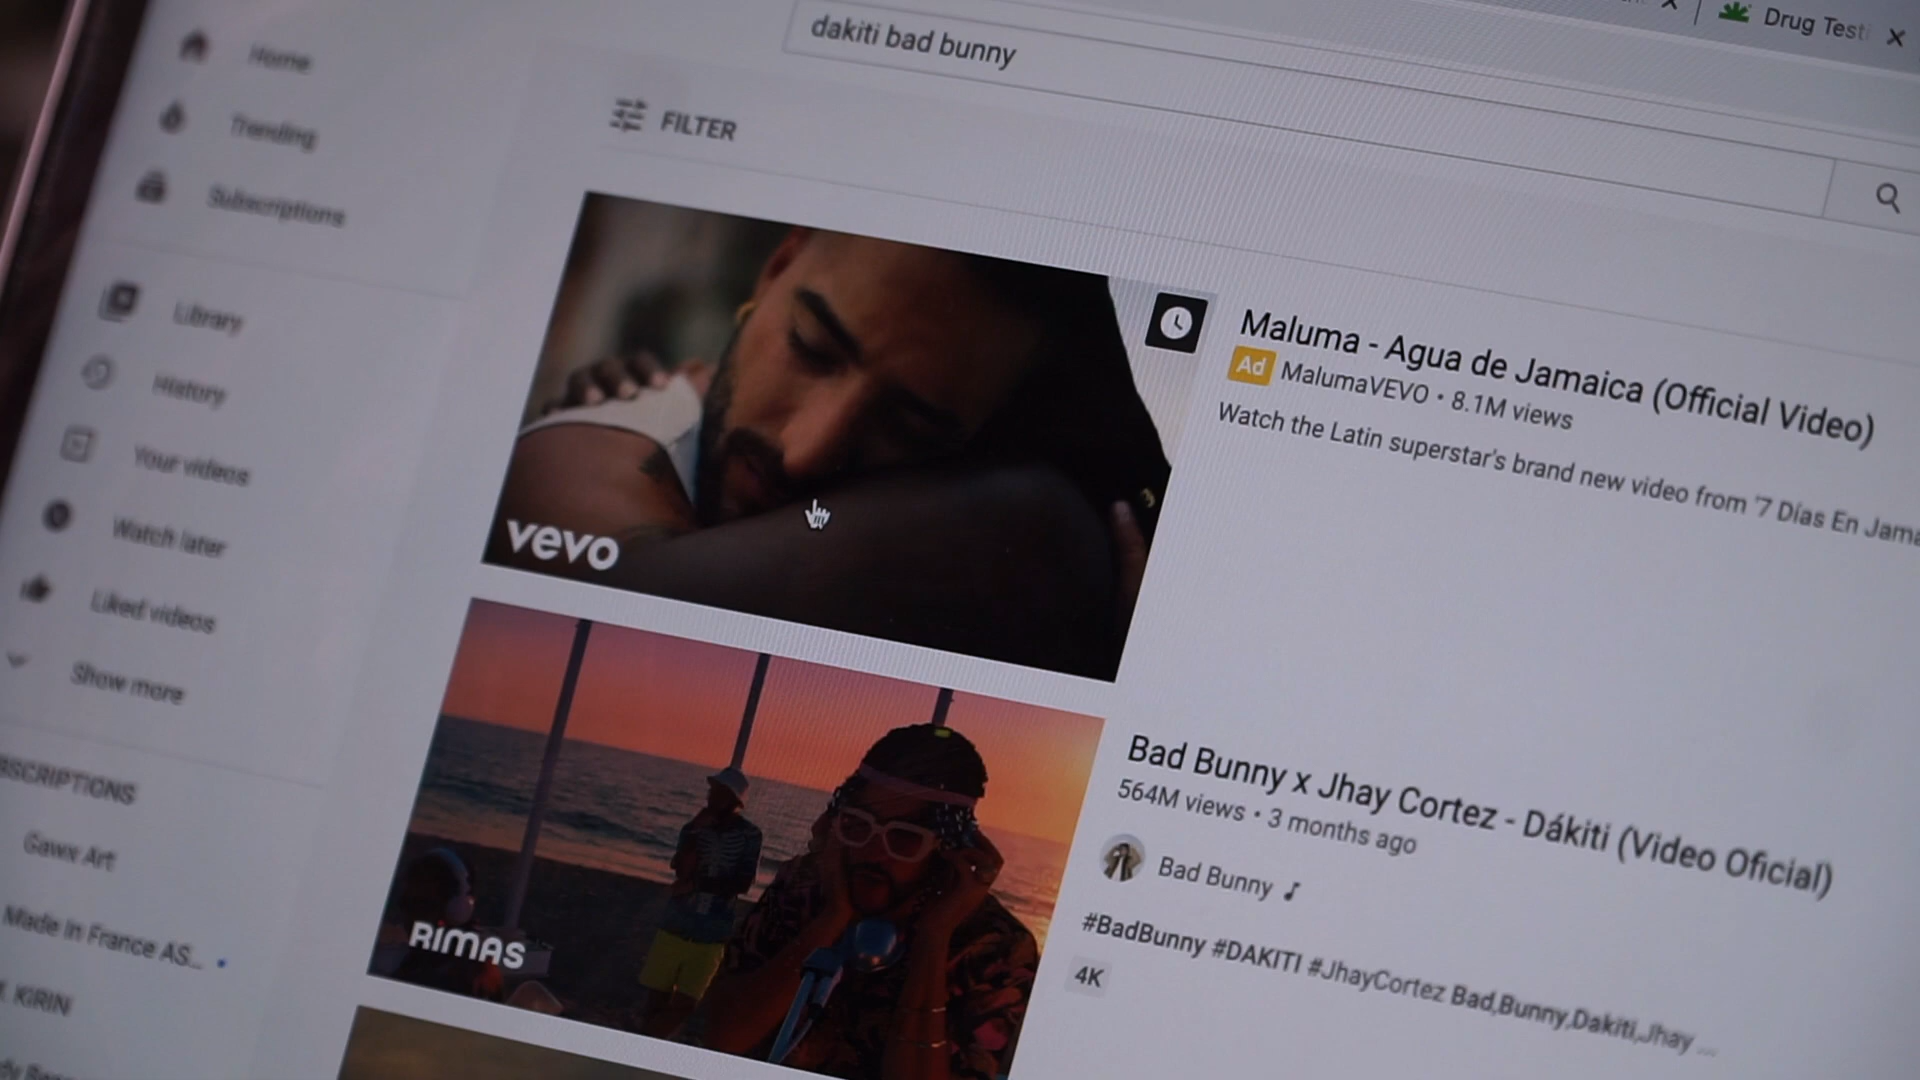 Drug Testi
dakiti bad bunny
FILTER
Home
Trending
Subscriptions
Library
History
Your videos
Watch later
Liked videos
Show more
Gawx Art
Made In France AS...
KIRIN
vevo
Maluma - Agua de Jamaica (Official Video)
Ad MalumaVEVO • 8.1M views
Watch the Latin superstar's brand new video from '7 Días En Jama
RIMAS
Bad Bunny x Jhay Cortez - Dákiti (Video Oficial)
564M views • 3 months ago
Bad Bunny ♪
#BadBunny #DAKITI #JhayCortez Bad,Bunny,Dakiti,Jhay ...
4K